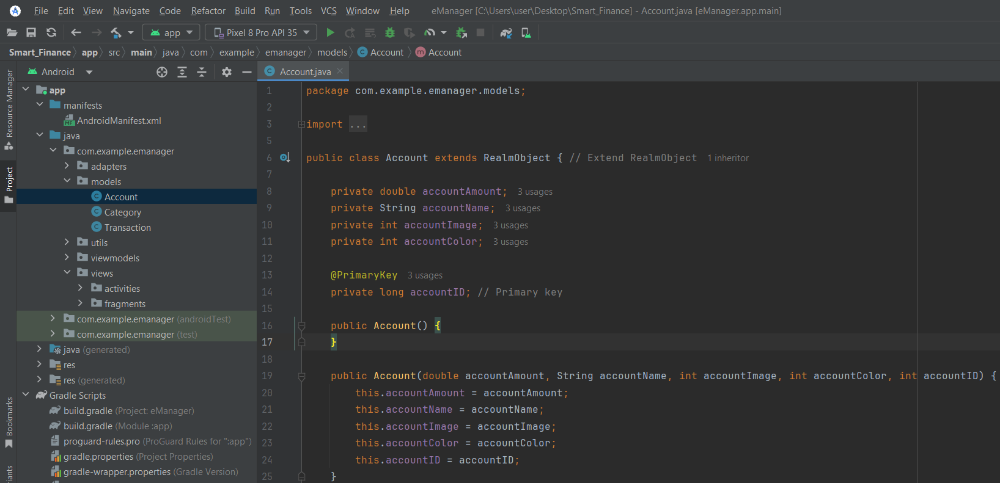 File Edit View Navigate Code Refactor Build Run Tools VCS Window Help eManager [C:\Users\user\Desktop\Smart_Finance] - Account.java [eManager.app.main]
app Pixel 8 Pro API 35
Smart_Finance app src main java com example emanager models Account Account
Resource Manager
Project
Bookmarks
Android
app
manifests
AndroidManifest.xml
java
com.example.emanager
adapters
models
Account
Category
Transaction
utils
viewmodels
views
activities
fragments
com.example.emanager (androidTest)
com.example.emanager (test)
java (generated)
res
res (generated)
Gradle Scripts
build.gradle (Project: eManager)
build.gradle (Module :app)
proguard-rules.pro (ProGuard Rules for ":app")
gradle.properties (Project Properties)
gradle-wrapper.properties (Gradle Version)
Account.java
1 package com.example.emanager.models;
2
3 import ...
5
6 public class Account extends RealmObject { // Extend RealmObject 1 inheritor
7
8 private double accountAmount; 3 usages
9 private String accountName; 3 usages
10 private int accountImage; 3 usages
11 private int accountColor; 3 usages
12
13 @PrimaryKey 3 usages
14 private long accountID; // Primary key
15
16 public Account() {
17 }
18
19 public Account(double accountAmount, String accountName, int accountImage, int accountColor, int accountID) {
20 this.accountAmount = accountAmount;
21 this.accountName = accountName;
22 this.accountImage = accountImage;
23 this.accountColor = accountColor;
24 this.accountID = accountID;
25 }